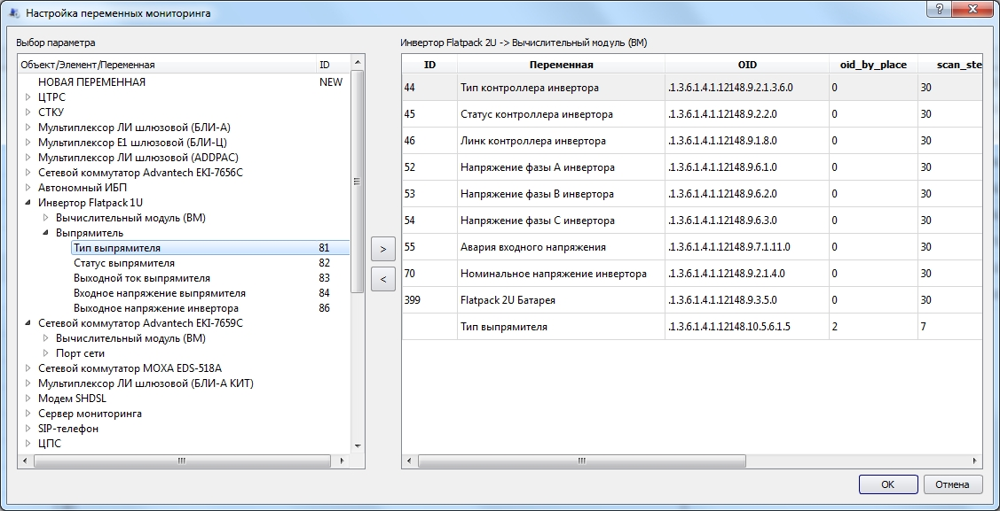 Настройка переменных мониторинга
Выбор параметра
Объект/Элемент/Переменная ID
НОВАЯ ПЕРЕМЕННАЯ NEW
ЦТРС
СТКУ
Мультиплексор ЛИ шлюзовой (БЛИ-А)
Мультиплексор Е1 шлюзовой (БЛИ-Ц)
Мультиплексор ЛИ шлюзовой (ADDPAC)
Сетевой коммутатор Advantech EKI-7656C
Автономный ИБП
Инвертор Flatpack 1U
Вычислительный модуль (ВМ)
Выпрямитель
Тип выпрямителя 81
Статус выпрямителя 82
Выходной ток выпрямителя 83
Входное напряжение выпрямителя 84
Выходное напряжение инвертора 86
Сетевой коммутатор Advantech EKI-7659C
Вычислительный модуль (ВМ)
Порт сети
Сетевой коммутатор MOXA EDS-518A
Мультиплексор ЛИ шлюзовой (БЛИ-А КИТ)
Модем SHDSL
Сервер мониторинга
SIP-телефон
ЦПС
>
<
Инвертор Flatpack 2U -> Вычислительный модуль (ВМ)
ID Переменная OID oid_by_place scan_ste
44 Тип контроллера инвертора .1.3.6.1.4.1.12148.9.2.1.3.6.0 0 30
45 Статус контроллера инвертора .1.3.6.1.4.1.12148.9.2.2.0 0 30
46 Линк контроллера инвертора .1.3.6.1.4.1.12148.9.1.8.0 0 30
52 Напряжение фазы А инвертора .1.3.6.1.4.1.12148.9.6.1.0 0 30
53 Напряжение фазы В инвертора .1.3.6.1.4.1.12148.9.6.2.0 0 30
54 Напряжение фазы С инвертора .1.3.6.1.4.1.12148.9.6.3.0 0 30
55 Авария входного напряжения .1.3.6.1.4.1.12148.9.7.1.11.0 0 30
70 Номинальное напряжение инвертора .1.3.6.1.4.1.12148.9.2.1.4.0 0 30
399 Flatpack 2U Батарея .1.3.6.1.4.1.12148.9.3.5.0 0 30
Тип выпрямителя .1.3.6.1.4.1.12148.10.5.6.1.5 2 7
OK Отмена